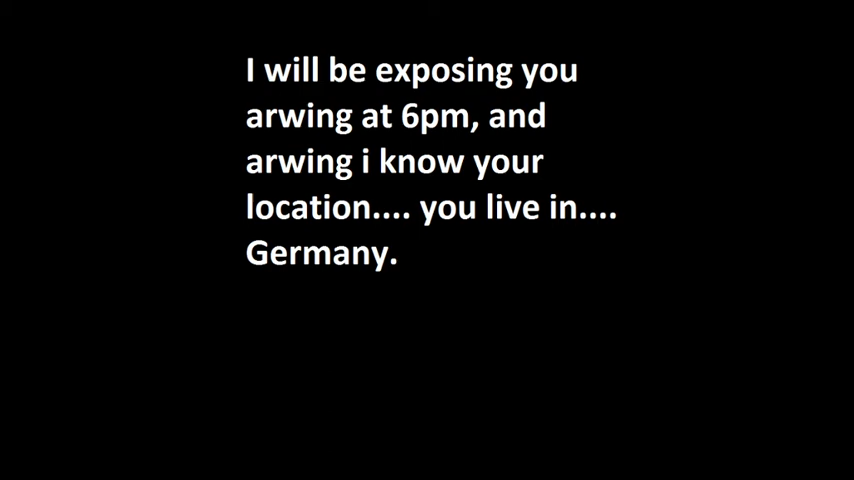 I will be exposing you
arwing at 6pm, and
arwing i know your
location.... you live in....
Germany.